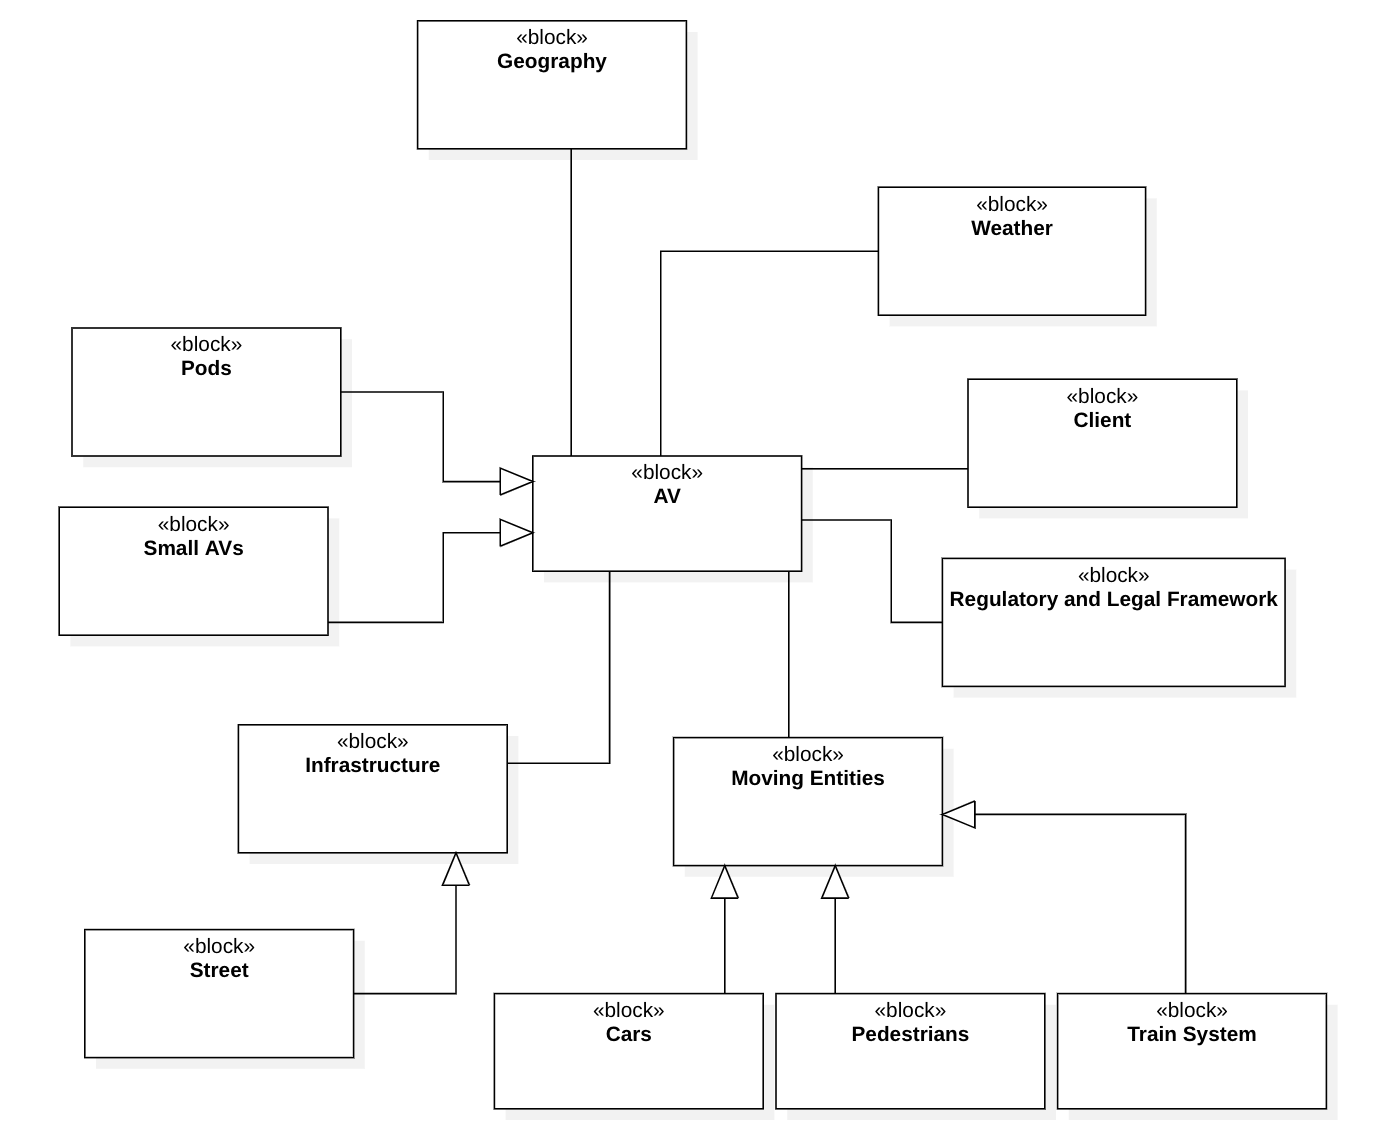 «block»
Geography
«block»
Weather
«block»
Pods
«block»
Client
«block»
AV
«block»
Small AVs
«block»
Regulatory and Legal Framework
«block»
Infrastructure
«block»
Moving Entities
«block»
Street
«block»
Cars
«block»
Pedestrians
«block»
Train System